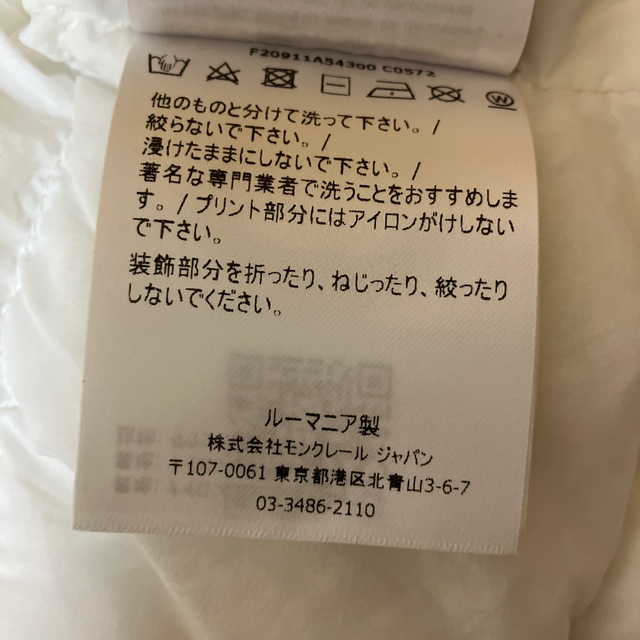 F20911A54300 C0572
他のものと分けて洗って下さい。/
絞らないで下さい。/
浸けたままにしないで下さい。/
著名な専門業者で洗うことをおすすめしま
す。/ プリント部分にはアイロンがけしない
で下さい。
装飾部分を折ったり、ねじったり、絞ったり
しないでください。
ルーマニア製
株式会社モンクレール ジャパン
〒107-0061 東京都港区北青山3-6-7
03-3486-2110